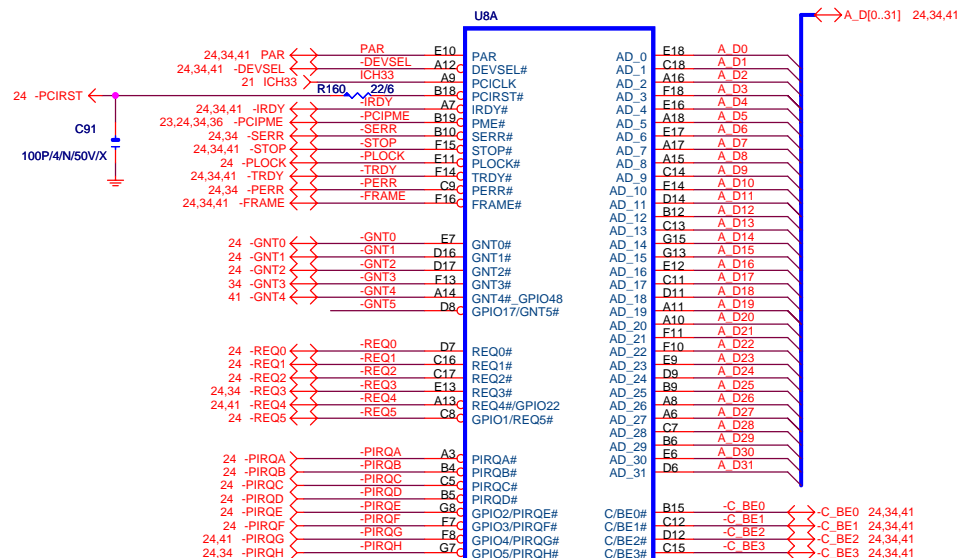 U8A
A_D[0..31] 24,34,41
24,34,41 PAR PAR E10 PAR AD_0 E18 A_D0
24,34,41 -DEVSEL -DEVSEL A12 DEVSEL# AD_1 C18 A_D1
21 ICH33 ICH33 A9 PCICLK AD_2 A16 A_D2
24 -PCIRST R160 22/6 B18 PCIRST# AD_3 F18 A_D3
24,34,41 -IRDY -IRDY A7 IRDY# AD_4 E16 A_D4
23,24,34,36 -PCIPME -PCIPME B19 PME# AD_5 A18 A_D5
24,34 -SERR -SERR B10 SERR# AD_6 E17 A_D6
24,34,41 -STOP -STOP F15 STOP# AD_7 A17 A_D7
24 -PLOCK -PLOCK E11 PLOCK# AD_8 A15 A_D8
24,34,41 -TRDY -TRDY F14 TRDY# AD_9 C14 A_D9
24,34 -PERR -PERR C9 PERR# AD_10 E14 A_D10
24,34,41 -FRAME -FRAME F16 FRAME# AD_11 D14 A_D11
C91
100P/4/N/50V/X
AD_12 B12 A_D12
AD_13 C13 A_D13
24 -GNT0 -GNT0 E7 GNT0# AD_14 G15 A_D14
24 -GNT1 -GNT1 D16 GNT1# AD_15 G13 A_D15
24 -GNT2 -GNT2 D17 GNT2# AD_16 E12 A_D16
34 -GNT3 -GNT3 F13 GNT3# AD_17 C11 A_D17
41 -GNT4 -GNT4 A14 GNT4#_GPIO48 AD_18 D11 A_D18
-GNT5 D8 GPIO17/GNT5# AD_19 A11 A_D19
AD_20 A10 A_D20
AD_21 F11 A_D21
24 -REQ0 -REQ0 D7 REQ0# AD_22 F10 A_D22
24 -REQ1 -REQ1 C16 REQ1# AD_23 E9 A_D23
24 -REQ2 -REQ2 C17 REQ2# AD_24 D9 A_D24
24,34 -REQ3 -REQ3 E13 REQ3# AD_25 B9 A_D25
24,41 -REQ4 -REQ4 A13 REQ4#/GPIO22 AD_26 A8 A_D26
24 -REQ5 -REQ5 C8 GPIO1/REQ5# AD_27 A6 A_D27
AD_28 C7 A_D28
AD_29 B6 A_D29
24 -PIRQA -PIRQA A3 PIRQA# AD_30 E6 A_D30
24 -PIRQB -PIRQB B4 PIRQB# AD_31 D6 A_D31
24 -PIRQC -PIRQC C5 PIRQC#
24 -PIRQD -PIRQD B5 PIRQD#
24 -PIRQE -PIRQE G8 GPIO2/PIRQE# C/BE0# B15 -C_BE0 -C_BE0 24,34,41
24 -PIRQF -PIRQF F7 GPIO3/PIRQF# C/BE1# C12 -C_BE1 -C_BE1 24,34,41
24,41 -PIRQG -PIRQG F8 GPIO4/PIRQG# C/BE2# D12 -C_BE2 -C_BE2 24,34,41
24,34 -PIRQH -PIRQH G7 GPIO5/PIRQH# C/BE3# C15 -C_BE3 -C_BE3 24,34,41